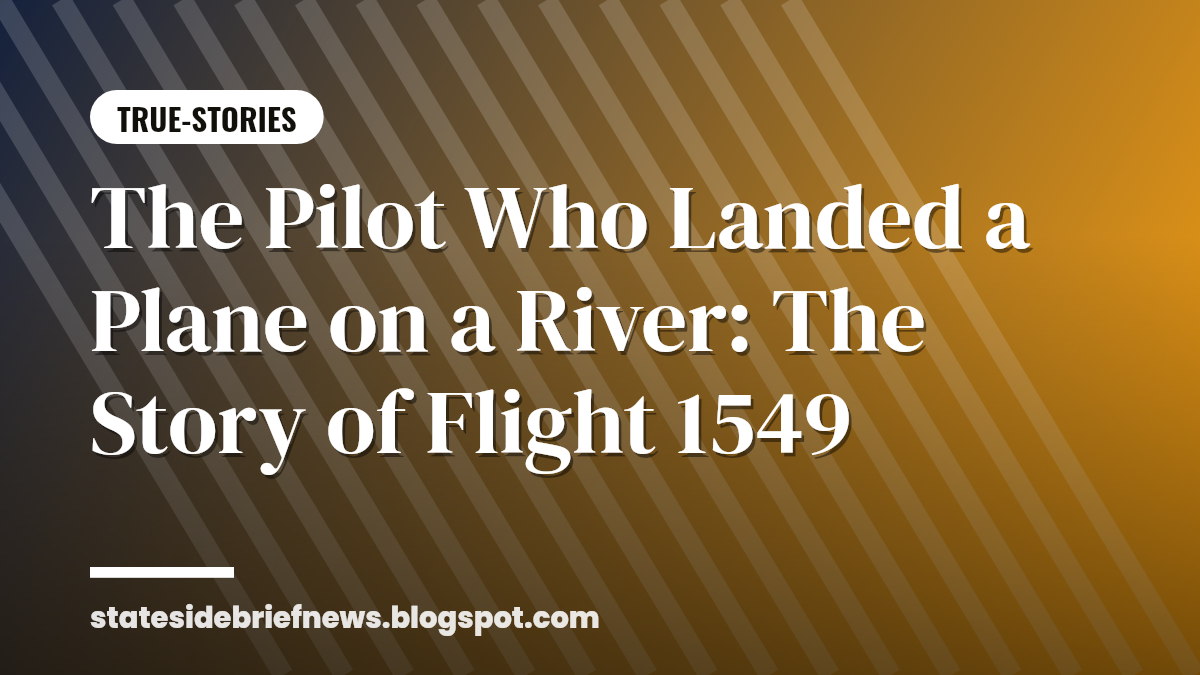 TRUE-STORIES
The Pilot Who Landed a
Plane on a River: The
Story of Flight 1549
statesidebriefnews.blogspot.com